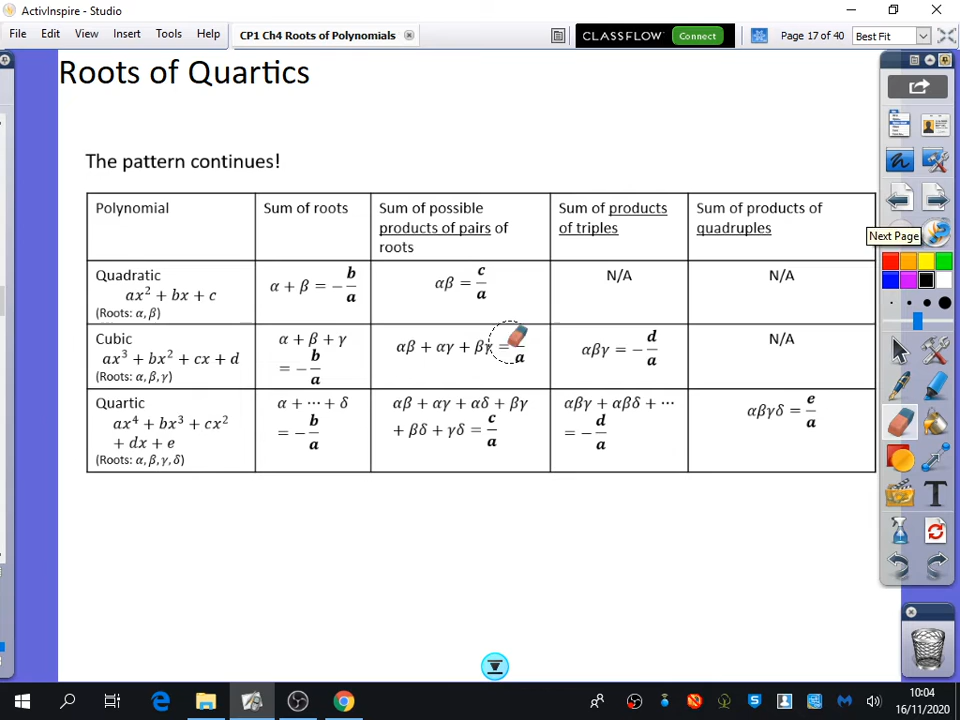 ActivInspire - Studio
File Edit View Insert Tools Help CP1 Ch4 Roots of Polynomials CLASSFLOW Connect Page 17 of 40 Best Fit
Roots of Quartics
The pattern continues!
Polynomial
Sum of roots
Sum of possible
products of pairs of
roots
Sum of products
of triples
Sum of products of
quadruples
Next Page
Quadratic
ax² + bx + c
(Roots: α, β)
α + β = − b/a
αβ = c/a
N/A
N/A
Cubic
ax³ + bx² + cx + d
(Roots: α, β, γ)
α + β + γ
= − b/a
αβ + αγ + βγ = /a
αβγ = − d/a
N/A
Quartic
ax⁴ + bx³ + cx²
+ dx + e
(Roots: α, β, γ, δ)
α + ⋯ + δ
= − b/a
αβ + αγ + αδ + βγ
+ βδ + γδ = c/a
αβγ + αβδ + ⋯
= − d/a
αβγδ = e/a
10:04
16/11/2020